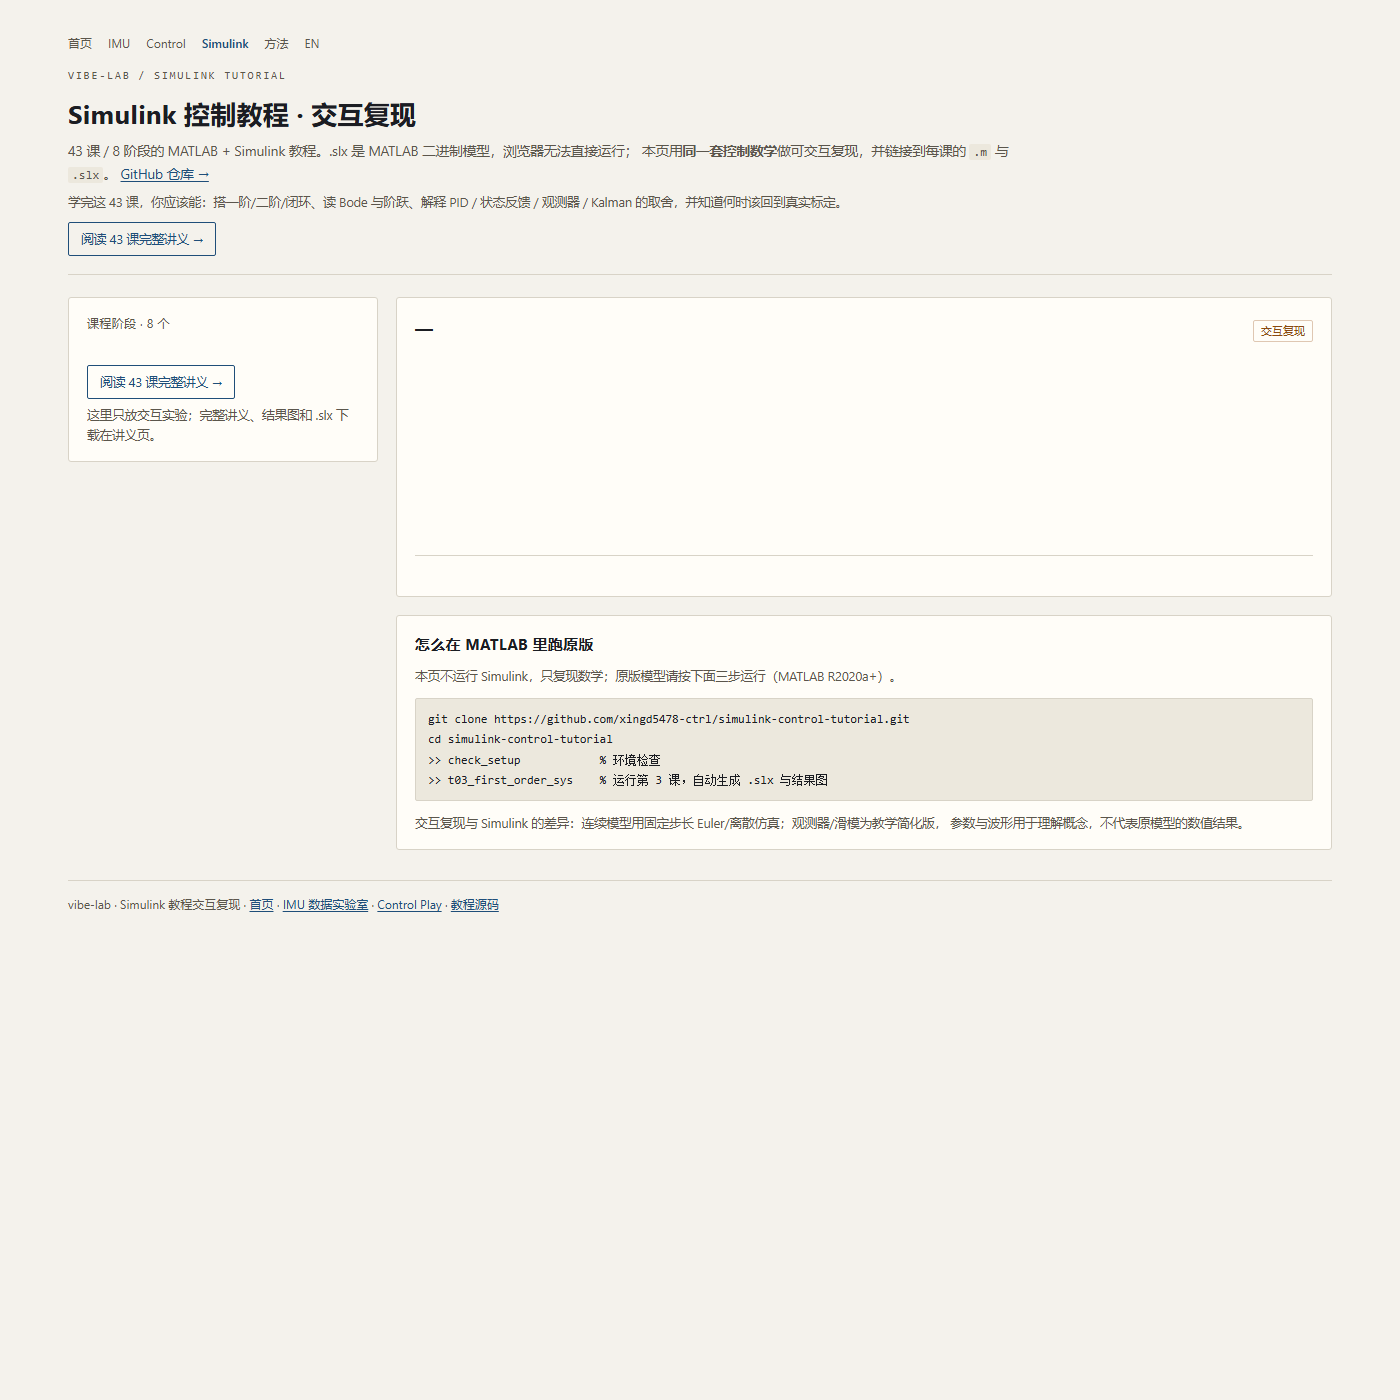 首页 IMU Control Simulink 方法 EN
VIBE-LAB / SIMULINK TUTORIAL
Simulink 控制教程 · 交互复现
43 课 / 8 阶段的 MATLAB + Simulink 教程。.slx 是 MATLAB 二进制模型，浏览器无法直接运行； 本页用同一套控制数学做可交互复现，并链接到每课的 .m 与
.slx 。 GitHub 仓库 →
学完这 43 课，你应该能：搭一阶/二阶/闭环、读 Bode 与阶跃、解释 PID / 状态反馈 / 观测器 / Kalman 的取舍，并知道何时该回到真实标定。
阅读 43 课完整讲义 →
课程阶段 · 8 个
阅读 43 课完整讲义 →
这里只放交互实验；完整讲义、结果图和 .slx 下
载在讲义页。
—
交互复现
怎么在 MATLAB 里跑原版
本页不运行 Simulink，只复现数学；原版模型请按下面三步运行（MATLAB R2020a+）。
git clone https://github.com/xingd5478-ctrl/simulink-control-tutorial.git
cd simulink-control-tutorial
>> check_setup            % 环境检查
>> t03_first_order_sys    % 运行第 3 课，自动生成 .slx 与结果图
交互复现与 Simulink 的差异：连续模型用固定步长 Euler/离散仿真；观测器/滑模为教学简化版， 参数与波形用于理解概念，不代表原模型的数值结果。
vibe-lab · Simulink 教程交互复现 · 首页 · IMU 数据实验室 · Control Play · 教程源码